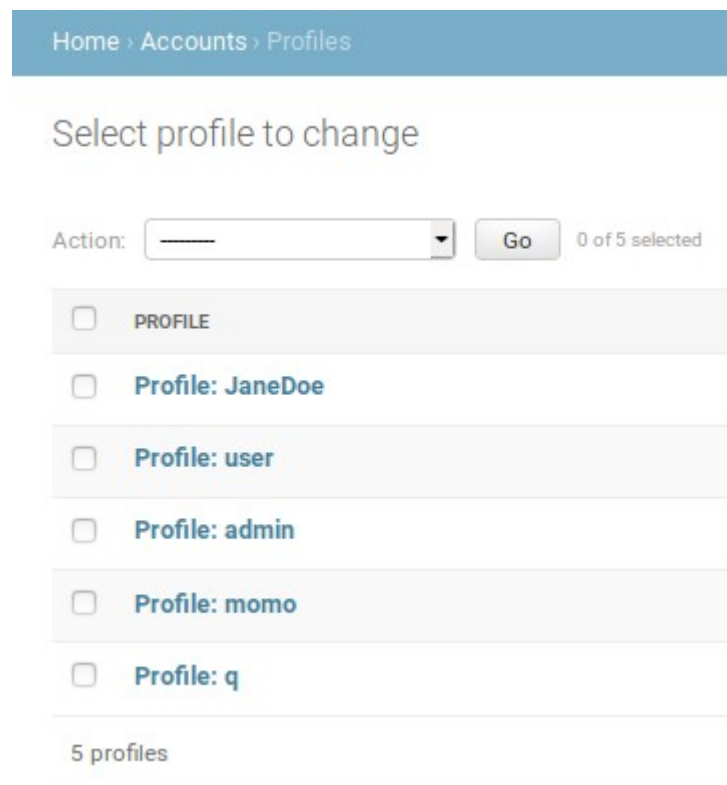 Home › Accounts › Profiles
Select profile to change
Action: --------- Go 0 of 5 selected
PROFILE
Profile: JaneDoe
Profile: user
Profile: admin
Profile: momo
Profile: q
5 profiles